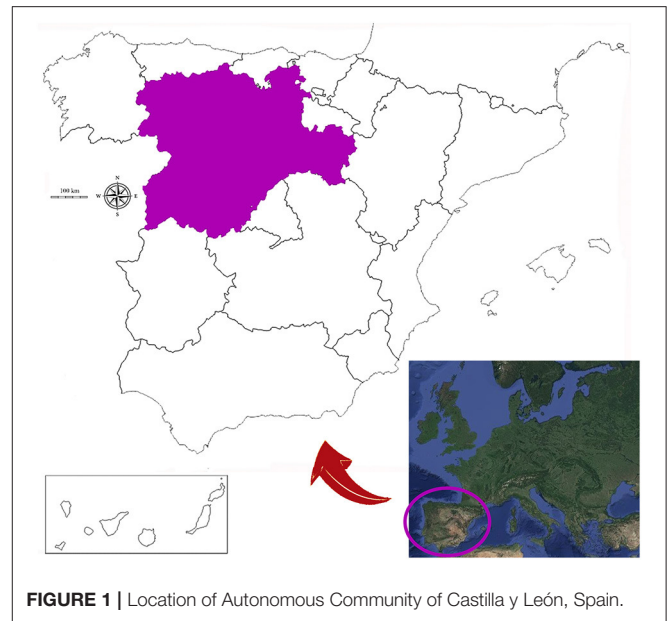 N
100 km
W
E
S
FIGURE 1 | Location of Autonomous Community of Castilla y León, Spain.